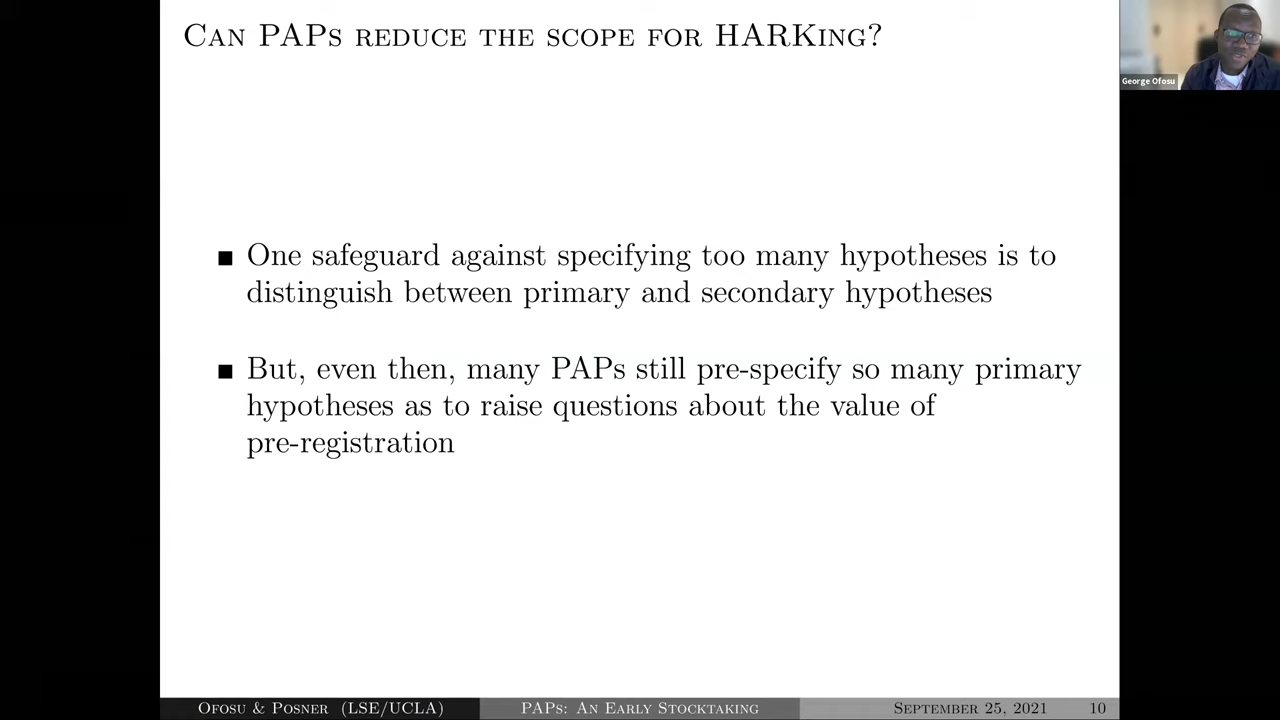 CAN PAPS REDUCE THE SCOPE FOR HARKING?
George Ofosu
■ One safeguard against specifying too many hypotheses is to
distinguish between primary and secondary hypotheses
■ But, even then, many PAPs still pre-specify so many primary
hypotheses as to raise questions about the value of
pre-registration
OFOSU & POSNER (LSE/UCLA) PAPS: AN EARLY STOCKTAKING SEPTEMBER 25, 2021 10